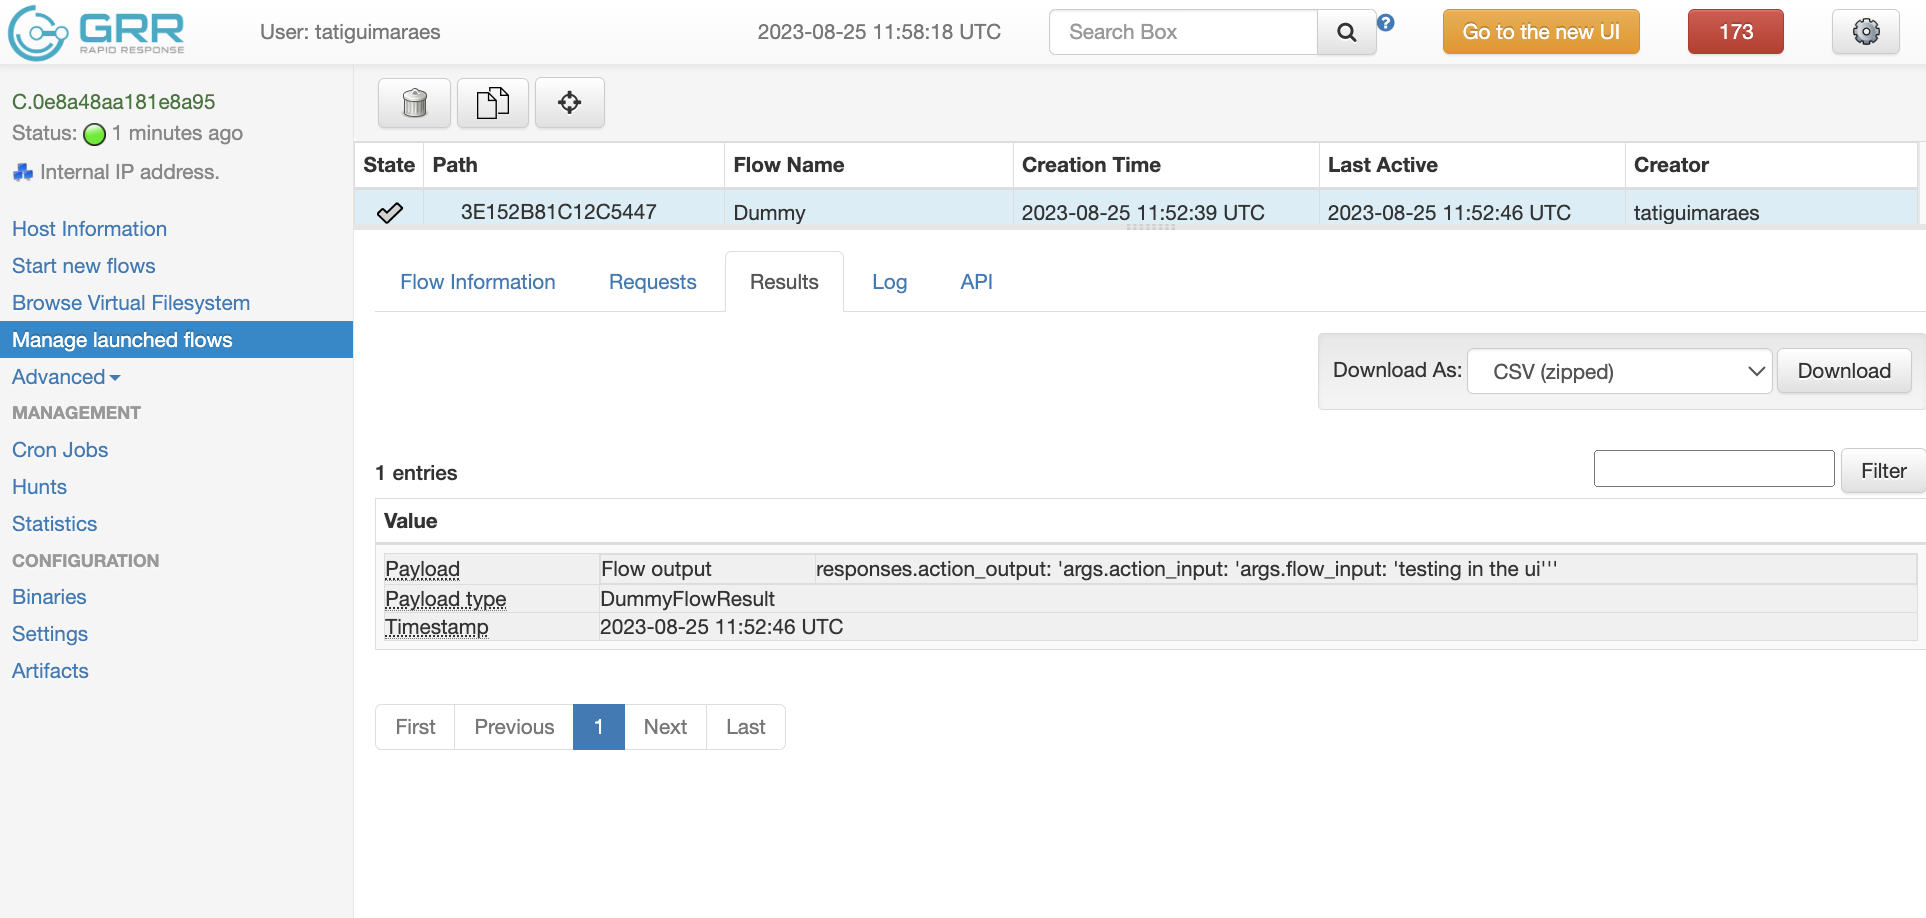 GRR
RAPID RESPONSE
User: tatiguimaraes
2023-08-25 11:58:18 UTC
Search Box
?
Go to the new UI
173
C.0e8a48aa181e8a95
Status: 1 minutes ago
Internal IP address.
Host Information
Start new flows
Browse Virtual Filesystem
Manage launched flows
Advanced
MANAGEMENT
Cron Jobs
Hunts
Statistics
CONFIGURATION
Binaries
Settings
Artifacts
State Path Flow Name Creation Time Last Active Creator
3E152B81C12C5447 Dummy 2023-08-25 11:52:39 UTC 2023-08-25 11:52:46 UTC tatiguimaraes
Flow Information Requests Results Log API
Download As: CSV (zipped) Download
1 entries
Filter
Value
Payload Flow output responses.action_output: 'args.action_input: 'args.flow_input: 'testing in the ui'''
Payload type DummyFlowResult
Timestamp 2023-08-25 11:52:46 UTC
First Previous 1 Next Last